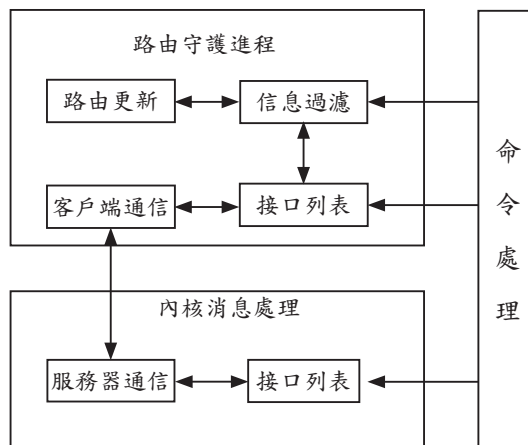 路由守護進程
路由更新
信息過濾
客戶端通信
接口列表
內核消息處理
服務器通信
接口列表
命令處理